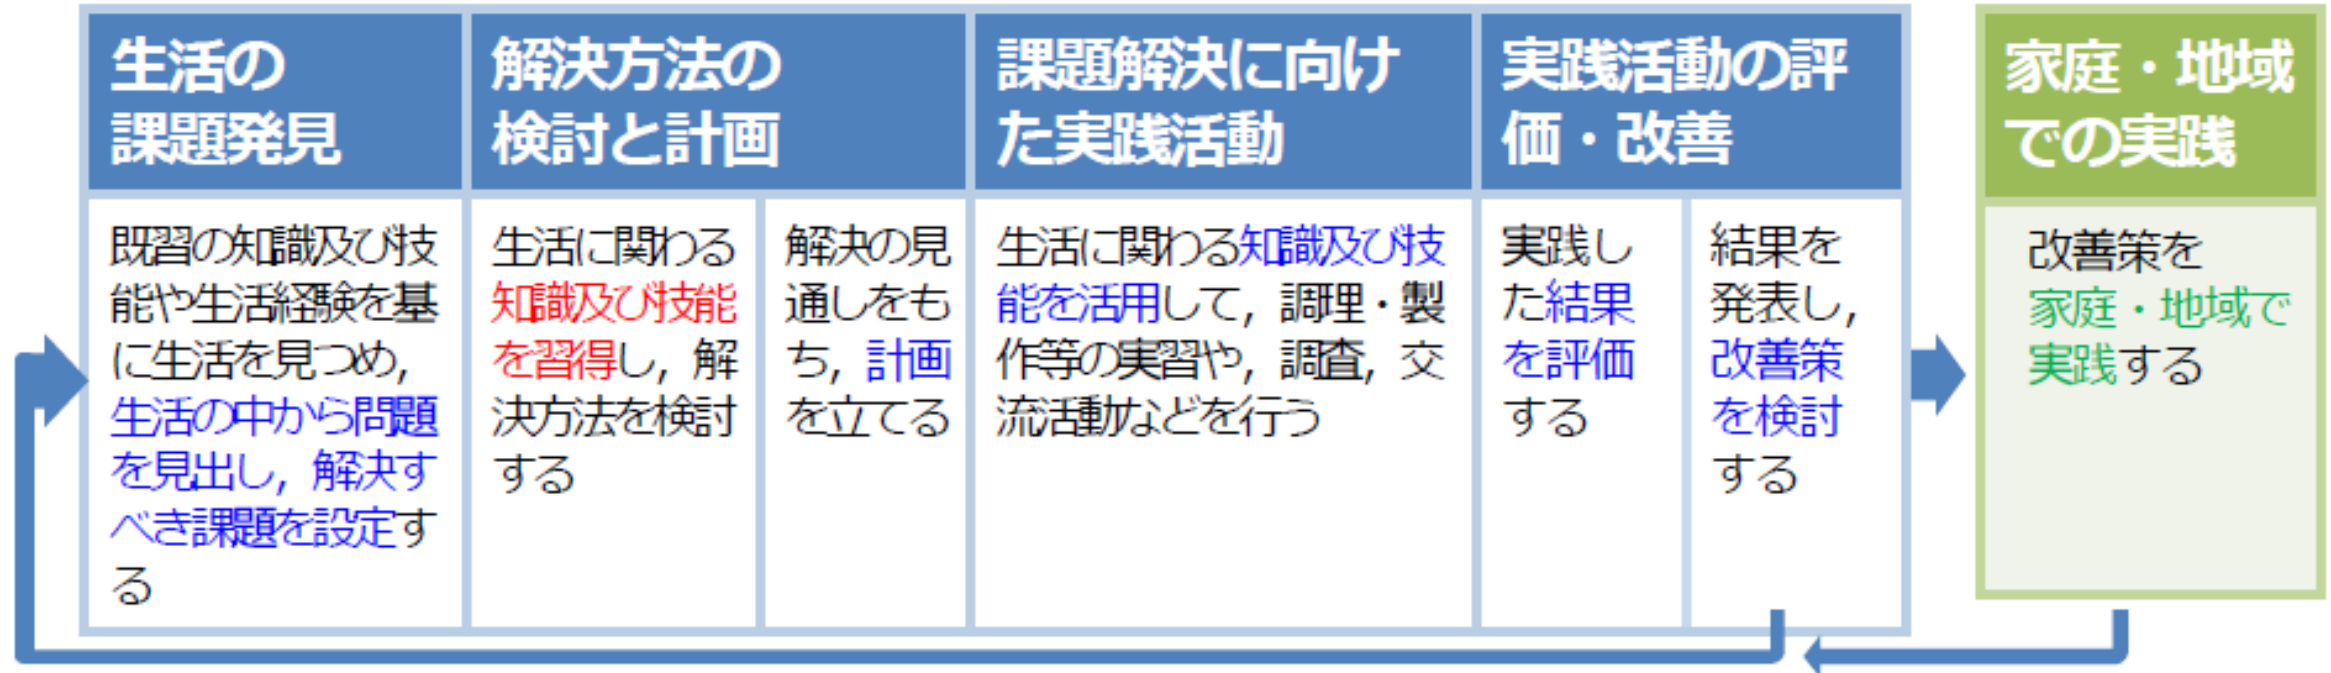 生活の
課題発見
解決方法の
検討と計画
課題解決に向け
た実践活動
実践活動の評
価・改善
家庭・地域
での実践
既習の知識及び技
能や生活経験を基
に生活を見つめ,
生活の中から問題
を見出し,解決す
べき課題を設定す
る
生活に関わる
知識及び技能
を習得し,解
決方法を検討
する
解決の見
通しをも
ち,計画
を立てる
生活に関わる知識及び技
能を活用して,調理・製
作等の実習や,調査,交
流活動などを行う
実践し
た結果
を評価
する
結果を
発表し,
改善策
を検討
する
改善策を
家庭・地域で
実践する